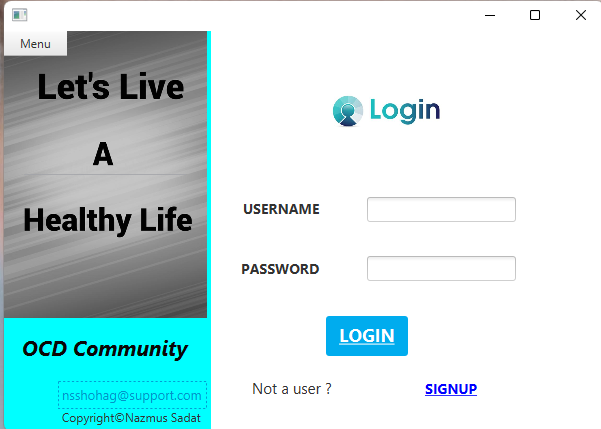 Menu
Let's Live
A
Healthy Life
OCD Community
nsshohag@support.com
Copyright©Nazmus Sadat
Login
USERNAME
PASSWORD
LOGIN
Not a user ?
SIGNUP